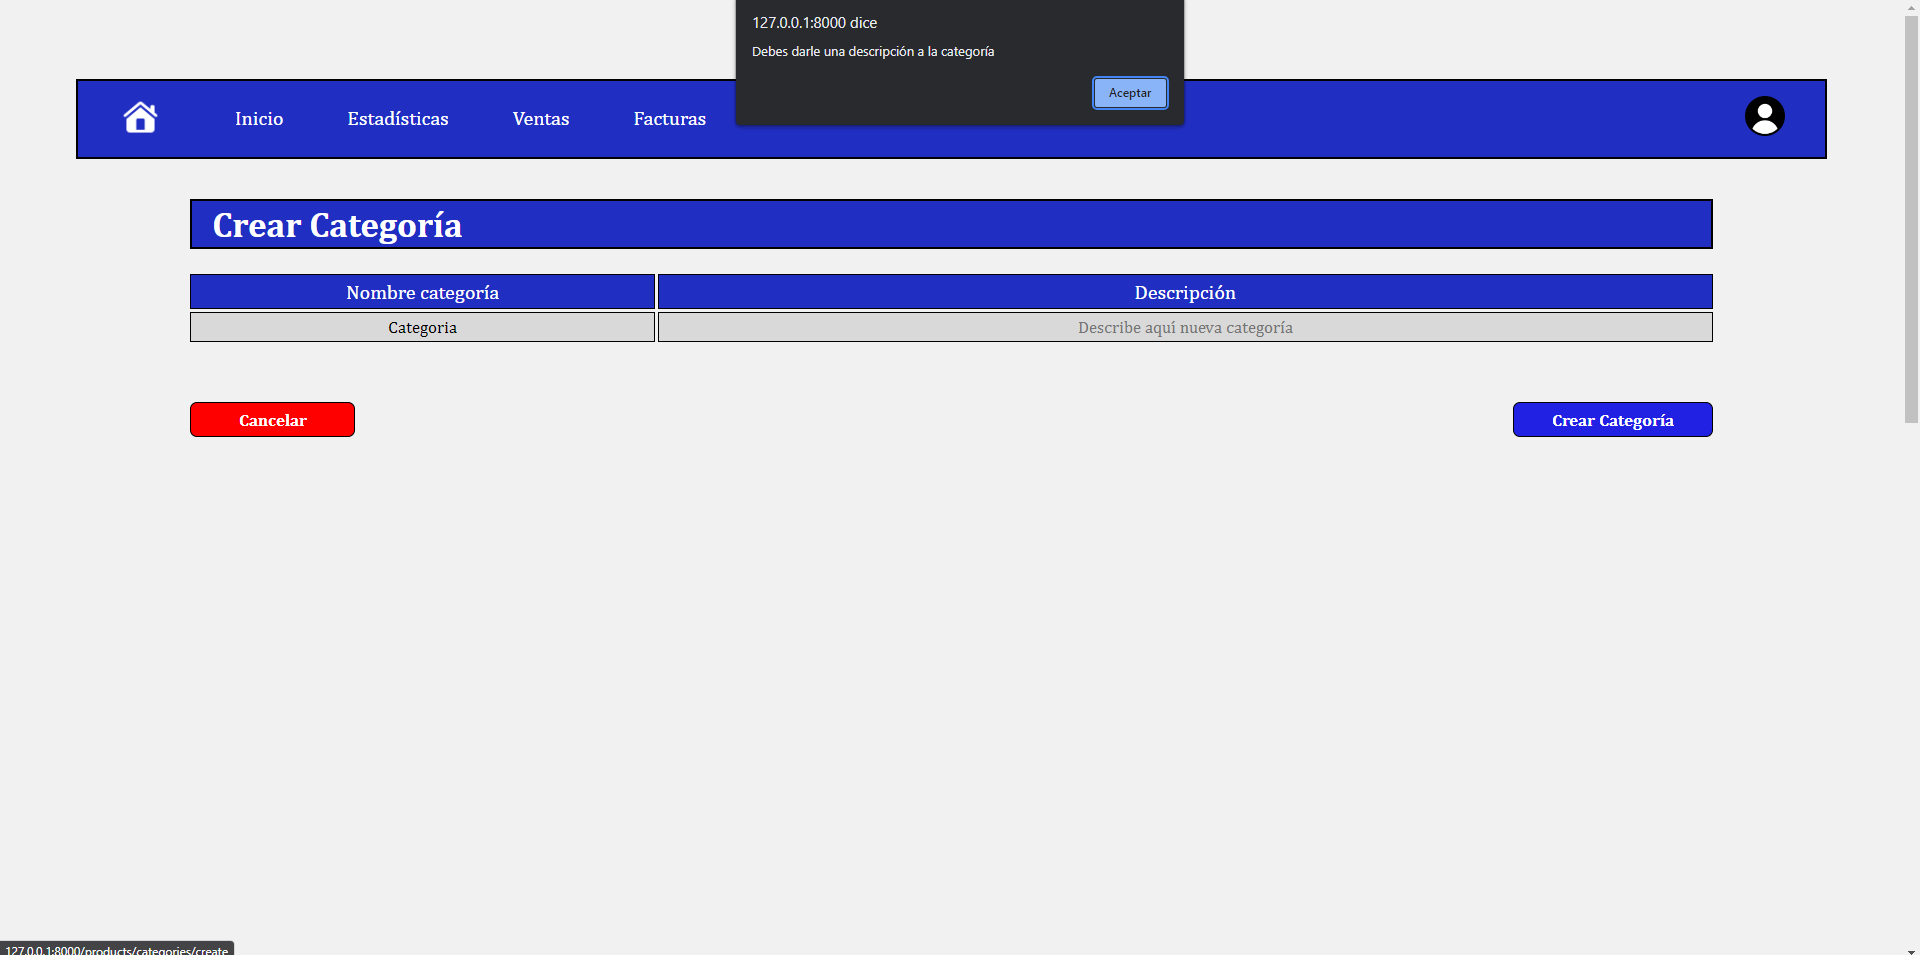 127.0.0.1:8000 dice
Debes darle una descripción a la categoría
Aceptar
Inicio Estadísticas Ventas Facturas
Crear Categoría
Nombre categoría Descripción
Categoria Describe aquí nueva categoría
Cancelar Crear Categoría
127.0.0.1:8000/products/categories/create